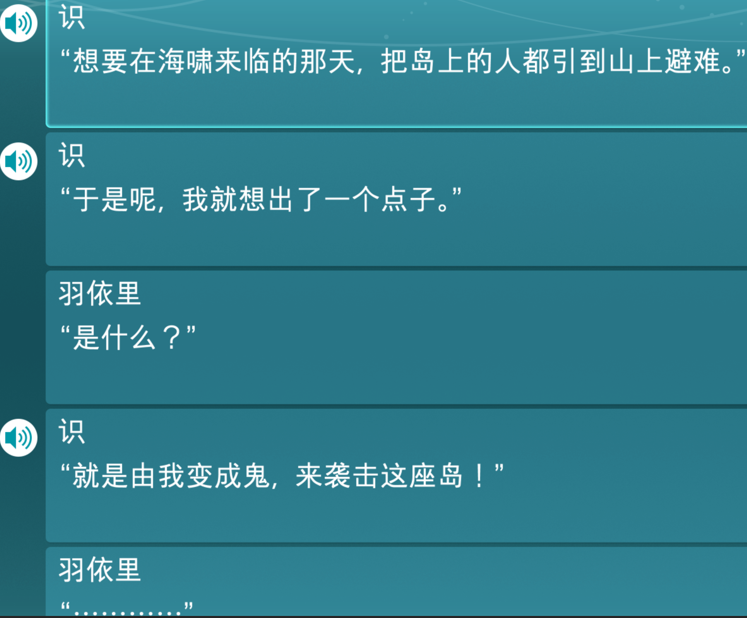 识
“想要在海啸来临的那天，把岛上的人都引到山上避难。”
识
“于是呢，我就想出了一个点子。”
羽依里
“是什么？”
识
“就是由我变成鬼，来袭击这座岛！”
羽依里
“…………”